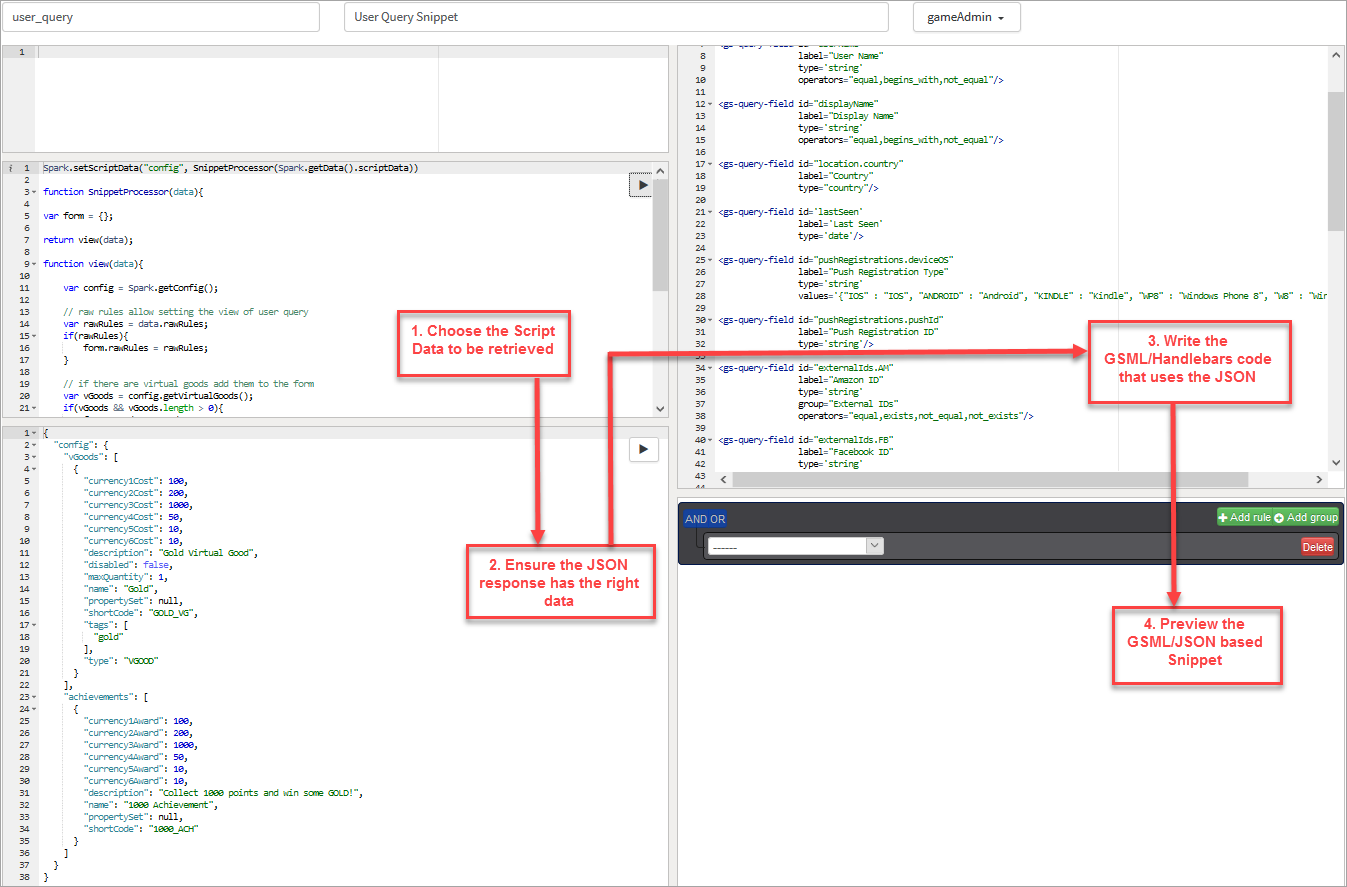 user_query
User Query Snippet
gameAdmin
1
i 1 Spark.setScriptData("config", SnippetProcessor(Spark.getData().scriptData))
2
3 function SnippetProcessor(data){
4
5 var form = {};
6
7 return view(data);
8
9 function view(data){
10
11 var config = Spark.getConfig();
12
13 // raw rules allow setting the view of user query
14 var rawRules = data.rawRules;
15 if(rawRules){
16 form.rawRules = rawRules;
17 }
18
19 // if there are virtual goods add them to the form
20 var vGoods = config.getVirtualGoods();
21 if(vGoods && vGoods.length > 0){
1 {
2 "config": {
3 "vGoods": [
4 {
5 "currency1Cost": 100,
6 "currency2Cost": 200,
7 "currency3Cost": 1000,
8 "currency4Cost": 50,
9 "currency5Cost": 10,
10 "currency6Cost": 10,
11 "description": "Gold Virtual Good",
12 "disabled": false,
13 "maxQuantity": 1,
14 "name": "Gold",
15 "propertySet": null,
16 "shortCode": "GOLD_VG",
17 "tags": [
18 "gold"
19 ],
20 "type": "VGOOD"
21 }
22 ],
23 "achievements": [
24 {
25 "currency1Award": 100,
26 "currency2Award": 200,
27 "currency3Award": 1000,
28 "currency4Award": 50,
29 "currency5Award": 10,
30 "currency6Award": 10,
31 "description": "Collect 1000 points and win some GOLD!",
32 "name": "1000 Achievement",
33 "propertySet": null,
34 "shortCode": "1000_ACH"
35 }
36 ]
37 }
38 }
8 label="User Name"
9 type='string'
10 operators="equal,begins_with,not_equal"/>
11
12 <gs-query-field id="displayName"
13 label="Display Name"
14 type='string'
15 operators="equal,begins_with,not_equal"/>
16
17 <gs-query-field id="location.country"
18 label="Country"
19 type="country"/>
20
21 <gs-query-field id='lastSeen'
22 label='Last Seen'
23 type='date'/>
24
25 <gs-query-field id="pushRegistrations.deviceOS"
26 label="Push Registration Type"
27 type='string'
28 values='{"IOS" : "IOS", "ANDROID" : "Android", "KINDLE" : "Kindle", "WP8" : "Windows Phone 8", "W8" : "Win
29
30 <gs-query-field id="pushRegistrations.pushId"
31 label="Push Registration ID"
32 type='string'/>
34 <gs-query-field id="externalIds.AM"
35 label="Amazon ID"
36 type='string'
37 group="External IDs"
38 operators="equal,exists,not_equal,not_exists"/>
39
40 <gs-query-field id="externalIds.FB"
41 label="Facebook ID"
42 type='string'
43
AND OR
Add rule Add group
------
Delete
1. Choose the Script
Data to be retrieved
2. Ensure the JSON
response has the right
data
3. Write the
GSML/Handlebars code
that uses the JSON
4. Preview the
GSML/JSON based
Snippet